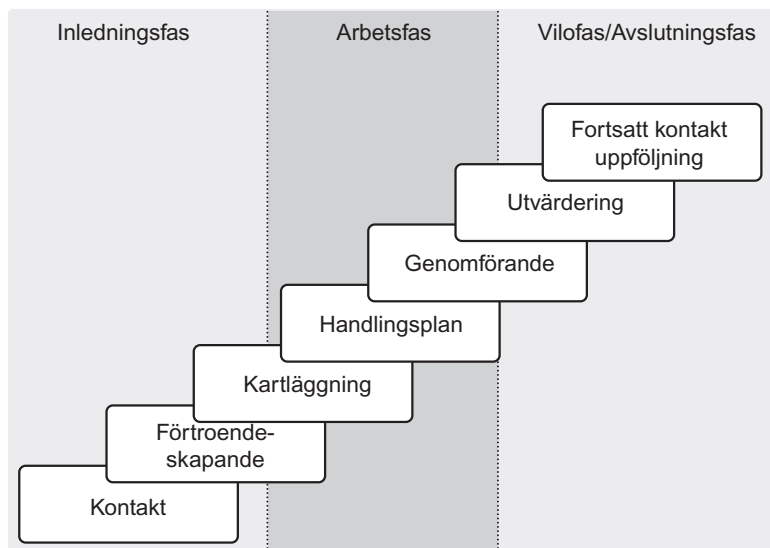 Inledningsfas
Arbetsfas
Vilofas/Avslutningsfas
Fortsatt kontakt
uppföljning
Utvärdering
Genomförande
Handlingsplan
Kartläggning
Förtroende-
skapande
Kontakt